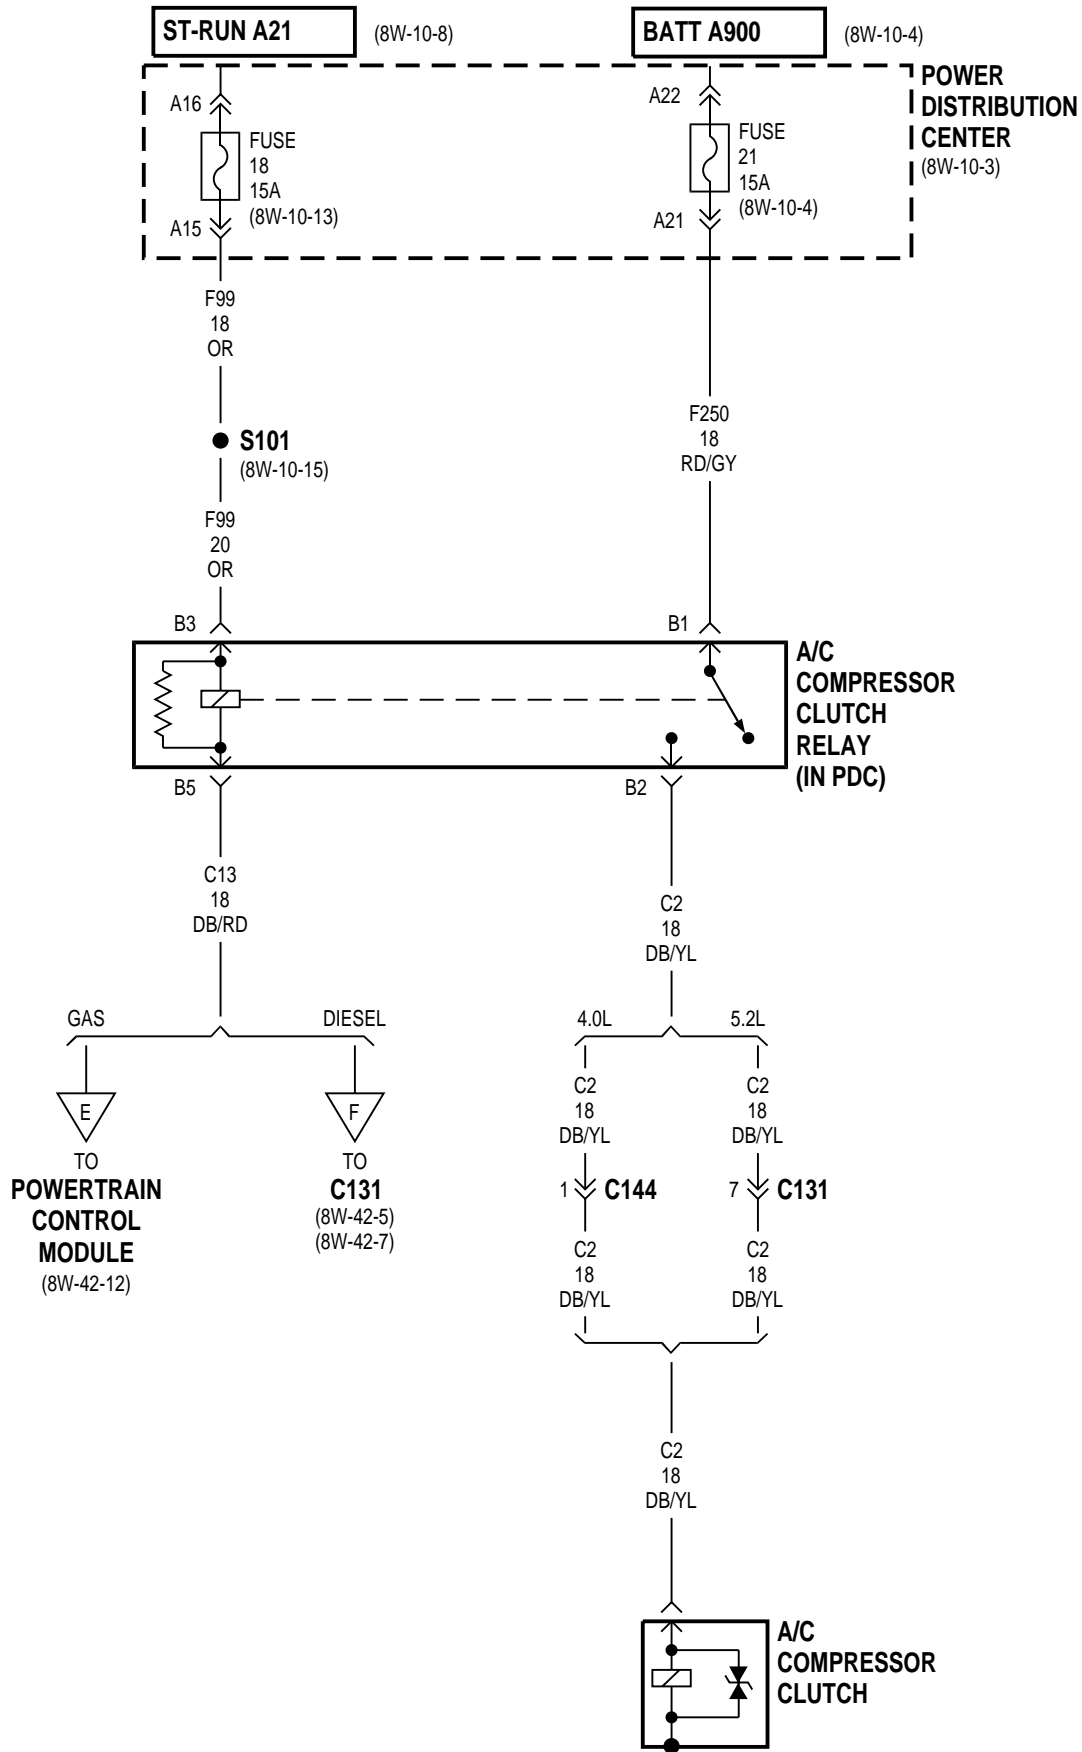 ST-RUN A21
(8W-10-8)
BATT A900
(8W-10-4)
POWER
DISTRIBUTION
CENTER
(8W-10-3)
A16
FUSE
18
15A
(8W-10-13)
A15
A22
FUSE
21
15A
(8W-10-4)
A21
F99
18
OR
S101
(8W-10-15)
F99
20
OR
F250
18
RD/GY
B3
B1
A/C
COMPRESSOR
CLUTCH
RELAY
(IN PDC)
B5
B2
C13
18
DB/RD
C2
18
DB/YL
GAS
DIESEL
4.0L
5.2L
E
TO
POWERTRAIN
CONTROL
MODULE
(8W-42-12)
F
TO
C131
(8W-42-5)
(8W-42-7)
C2
18
DB/YL
1
C144
C2
18
DB/YL
C2
18
DB/YL
7
C131
C2
18
DB/YL
C2
18
DB/YL
A/C
COMPRESSOR
CLUTCH